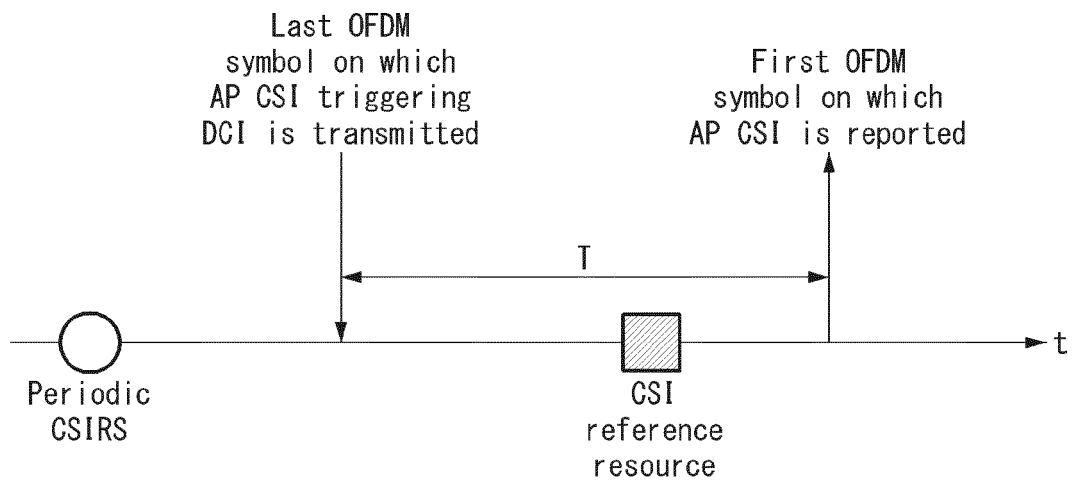 Last OFDM
symbol on which
AP CSI triggering
DCI is transmitted
First OFDM
symbol on which
AP CSI is reported
T
t
Periodic
CSIRS
CSI
reference
resource